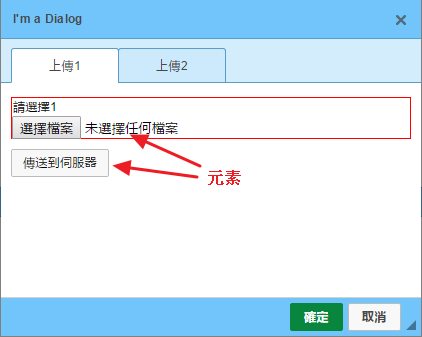 I'm a Dialog
上傳1 上傳2
請選擇1
選擇檔案 未選擇任何檔案
傳送到伺服器
元素
確定 取消